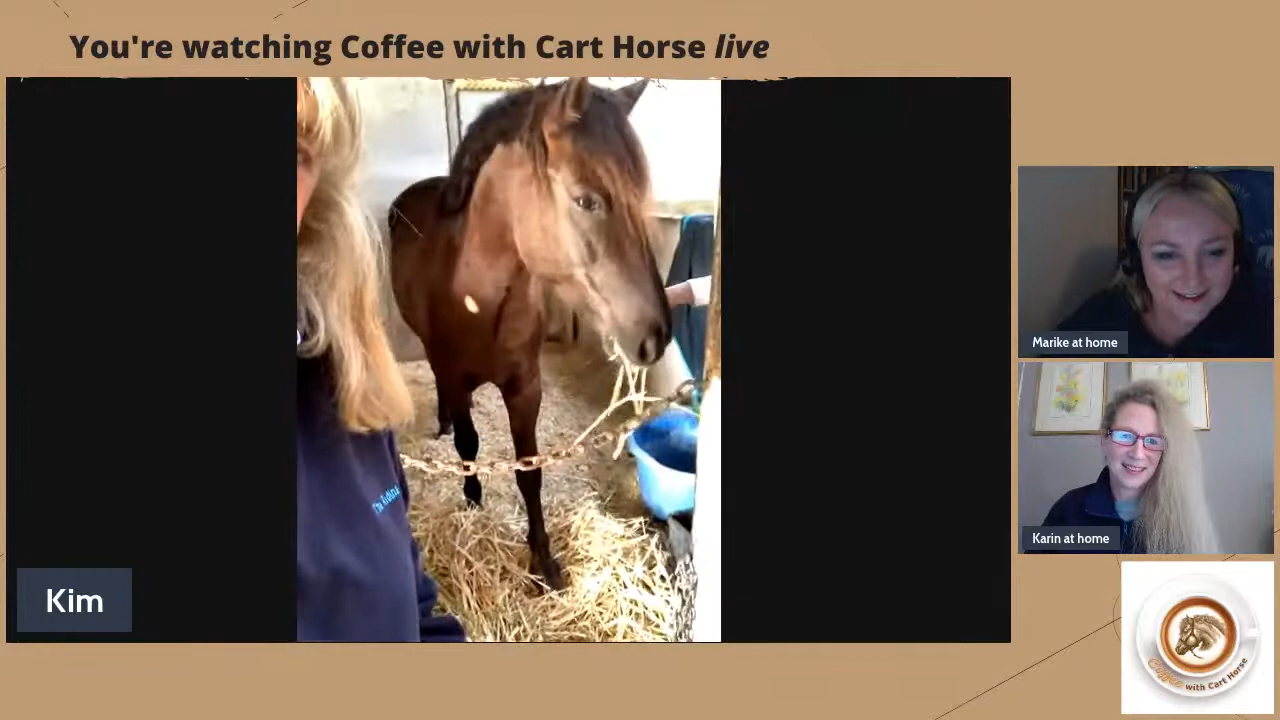 You're watching Coffee with Cart Horse live
Kim
Marike at home
Karin at home
Coffee with Cart Horse